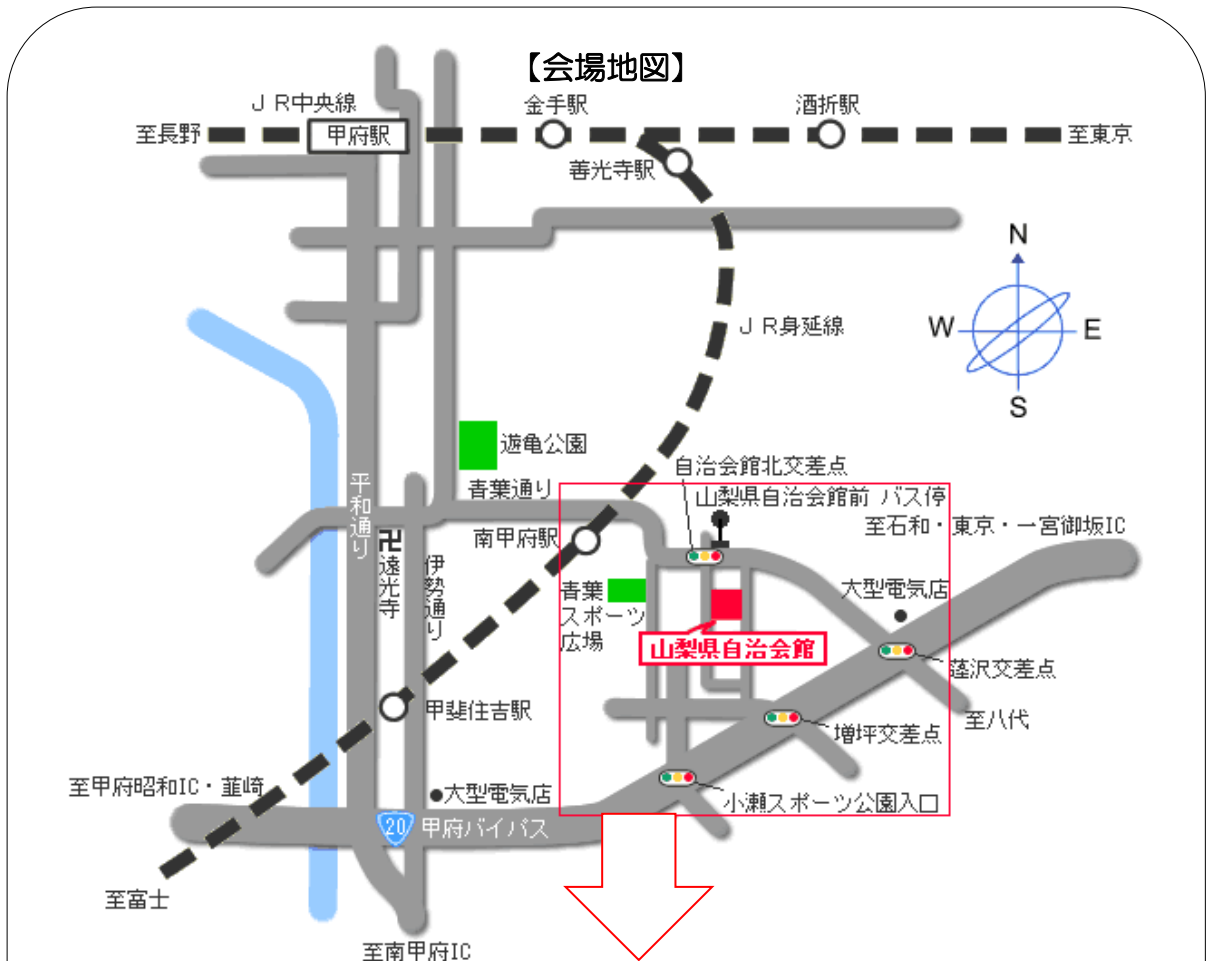 【会場地図】
JR中央線
金手駅
酒折駅
至長野
甲府駅
至東京
善光寺駅
N
JR身延線
W
E
S
遊亀公園
自治会館北交差点
青葉通り
山梨県自治会館前 バス停
平和通り
至石和・東京・一宮御坂IC
南甲府駅
卍
遠光寺
伊勢通り
青葉
スポーツ
広場
大型電気店
山梨県自治会館
蓬沢交差点
甲斐住吉駅
至八代
増坪交差点
至甲府昭和IC・韮崎
大型電気店
小瀬スポーツ公園入口
20
甲府バイパス
至富士
至南甲府IC